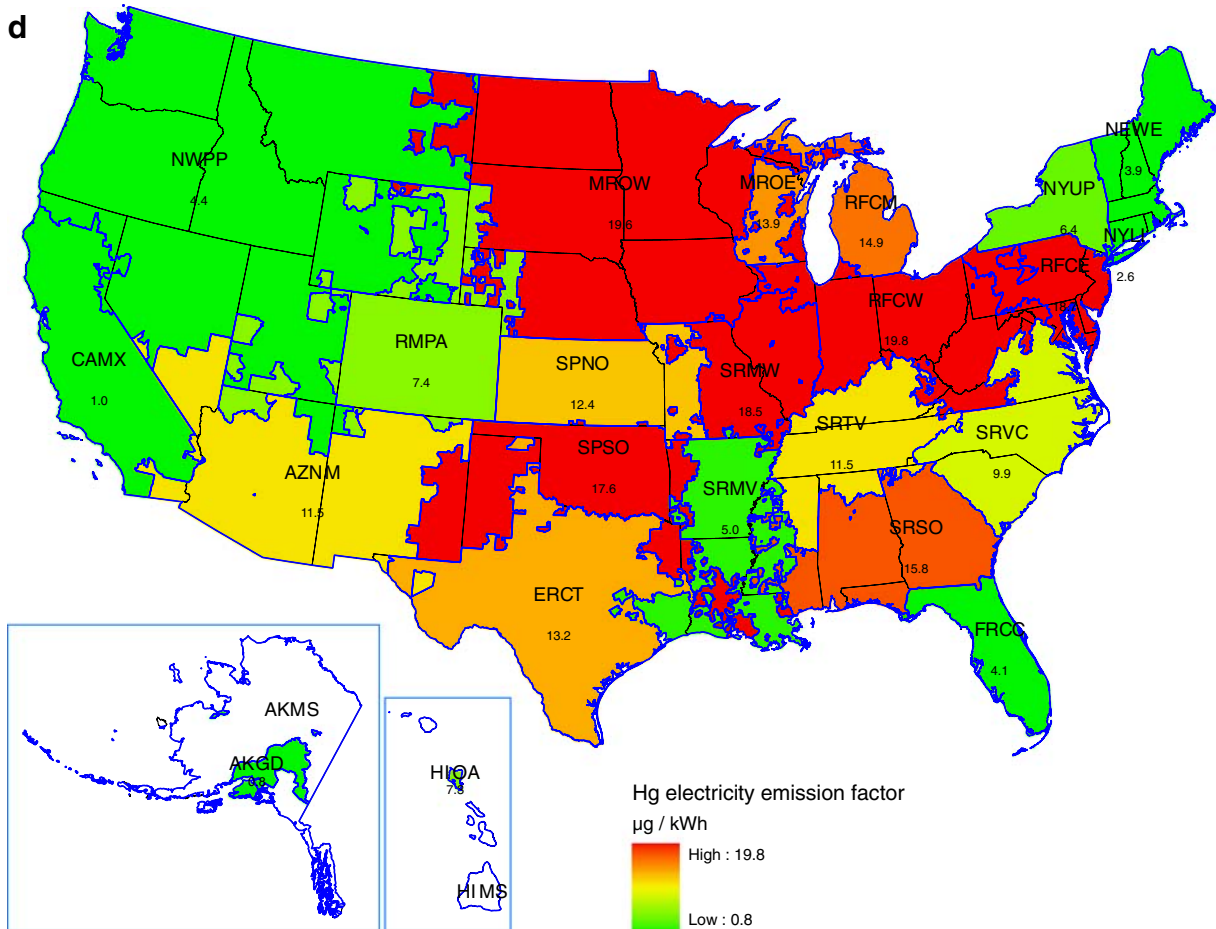 d
NEWE
3.9
NWPP
4.4
MROW
19.6
MROE
13.9
RFCM
14.9
NYUP
6.4
NYLI
2.6
RFCE
RFCW
19.8
CAMX
1.0
RMPA
7.4
SPNO
12.4
SRMW
18.5
SRTV
11.5
SRVC
9.9
AZNM
11.5
SPSO
17.6
SRMV
5.0
SRSO
15.8
ERCT
13.2
FRCC
4.1
AKMS
AKGD
HIOA
HIMS
Hg electricity emission factor
µg / kWh
High : 19.8
Low : 0.8